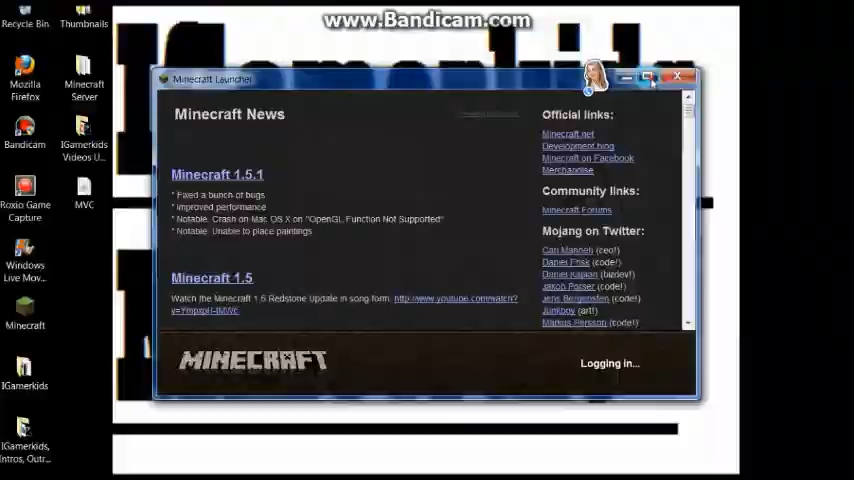 www.Bandicam.com
Recycle Bin
Thumbnails
Mozilla
Firefox
Minecraft
Server
Bandicam
IGamerkids
Videos U...
Roxio Game
Capture
MVC
Windows
Live Mov...
Minecraft
IGamerkids
IGamerkids,
Intros, Outr...
Minecraft Launcher
Minecraft News
Minecraft 1.5.1
* Fixed a bunch of bugs
* Improved performance
* Notable: Crash on Mac OS X on "OpenGL Function Not Supported"
* Notable: Unable to place paintings
Minecraft 1.5
Watch the Minecraft 1.5 Redstone Update in song form: http://www.youtube.com/watch?
Official links:
Minecraft.net
Development blog
Minecraft on Facebook
Merchandise
Community links:
Minecraft Forums
Mojang on Twitter:
Carl Manneh (ceo!)
Daniel Frisk (code!)
Daniel Kaplan (bizdev!)
Jakob Porser (code!)
Jens Bergensten (code!)
Junkboy (art!)
Markus Persson (code!)
MINECRAFT
Logging in...